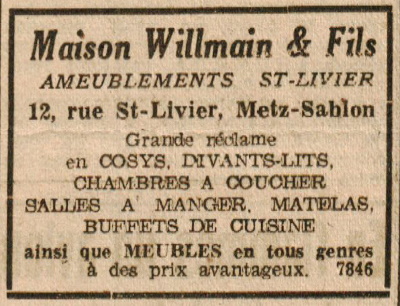 Maison Willmain & Fils
AMEUBLEMENTS ST-LIVIER
12, rue St-Livier, Metz-Sablon
Grande réclame
en COSYS, DIVANTS-LITS,
CHAMBRES A COUCHER
SALLES A MANGER, MATELAS,
BUFFETS DE CUISINE
ainsi que MEUBLES en tous genres
à des prix avantageux. 7846